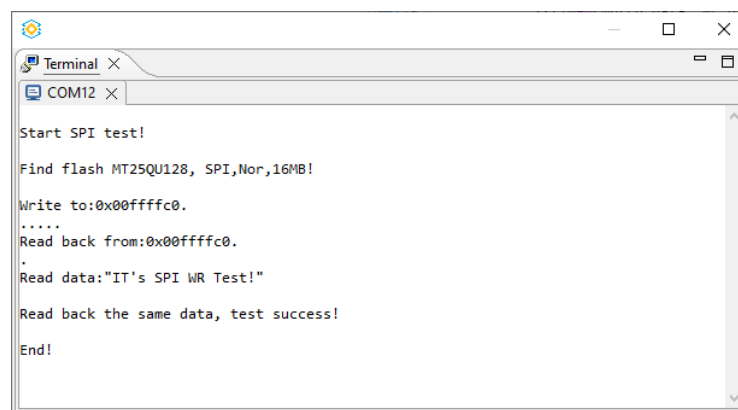 Terminal
COM12
Start SPI test!
Find flash MT25QU128, SPI,Nor,16MB!
Write to:0x00ffffc0.
.....
Read back from:0x00ffffc0.
.
Read data:"IT's SPI WR Test!"
Read back the same data, test success!
End!